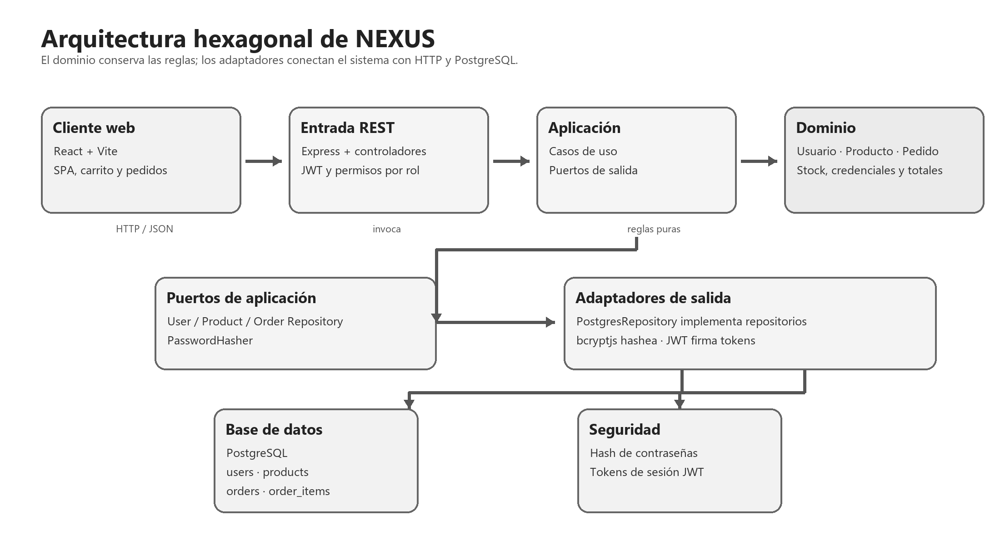 Arquitectura hexagonal de NEXUS
El dominio conserva las reglas; los adaptadores conectan el sistema con HTTP y PostgreSQL.
Cliente web
React + Vite
SPA, carrito y pedidos
Entrada REST
Express + controladores
JWT y permisos por rol
Aplicación
Casos de uso
Puertos de salida
Dominio
Usuario · Producto · Pedido
Stock, credenciales y totales
HTTP / JSON
invoca
reglas puras
Puertos de aplicación
User / Product / Order Repository
PasswordHasher
Adaptadores de salida
PostgresRepository implementa repositorios
bcryptjs hashea · JWT firma tokens
Base de datos
PostgreSQL
users · products
orders · order_items
Seguridad
Hash de contraseñas
Tokens de sesión JWT